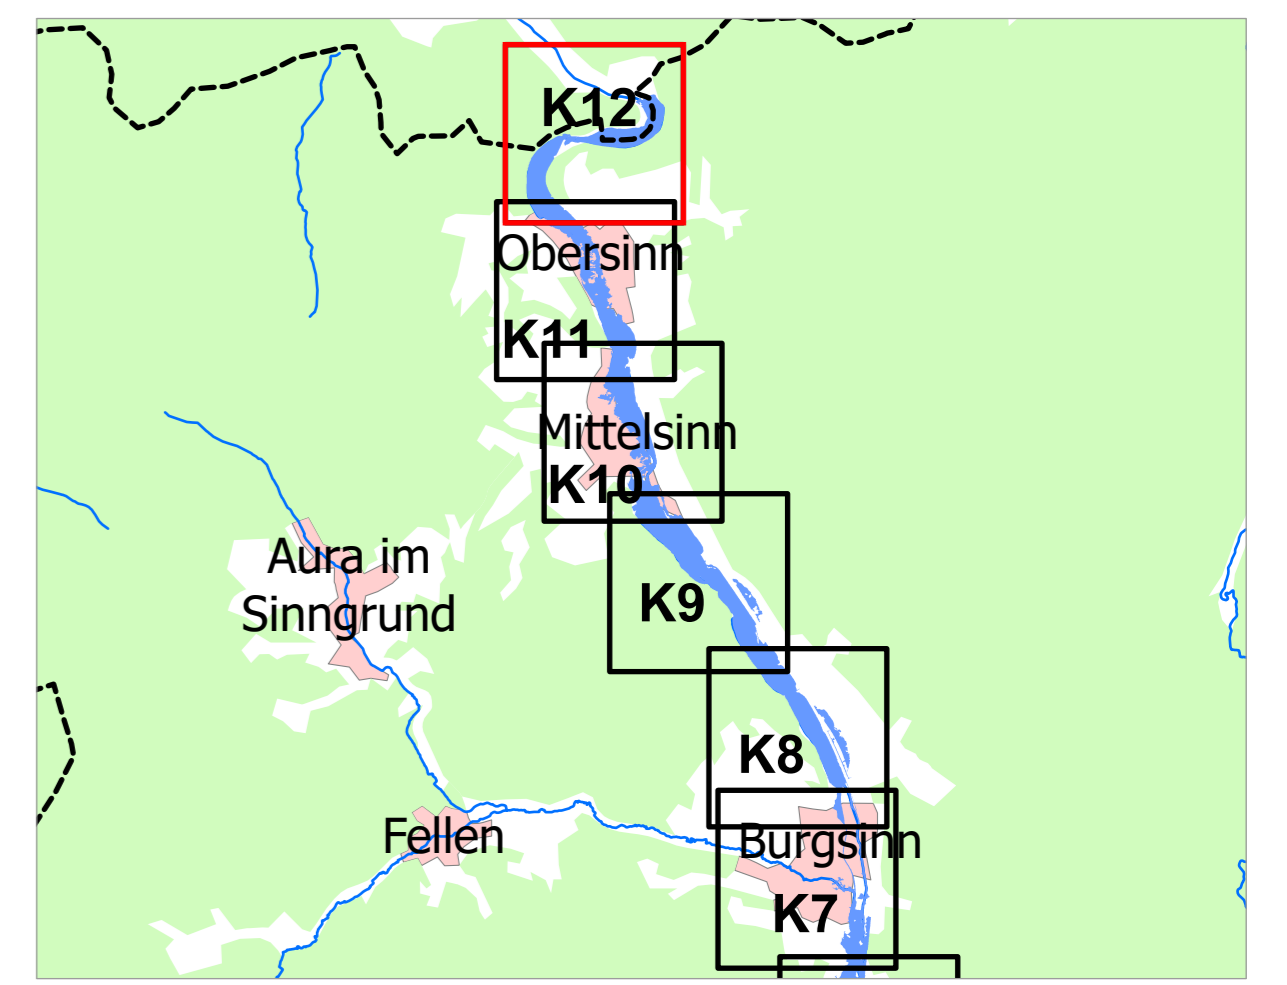 K12
Obersinn
K11
Mittelsinn
K10
Aura im
Sinngrund
K9
K8
Fellen
Burgsinn
K7